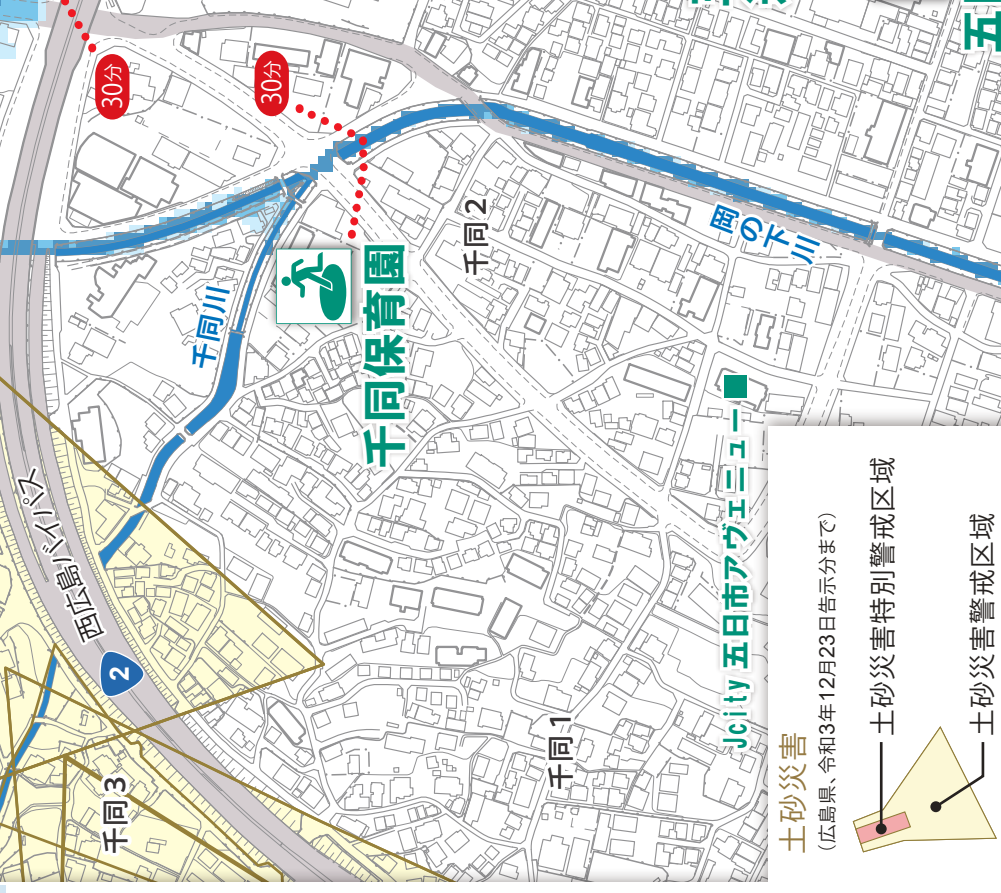 30分
30分
千同川
千同保育園
千同2
岡の下川
西広島バイパス
2
千同3
千同1
Jcity 五日市アヴェニュー
土砂災害
(広島県、令和3年12月23日告示分まで)
土砂災害特別警戒区域
土砂災害警戒区域